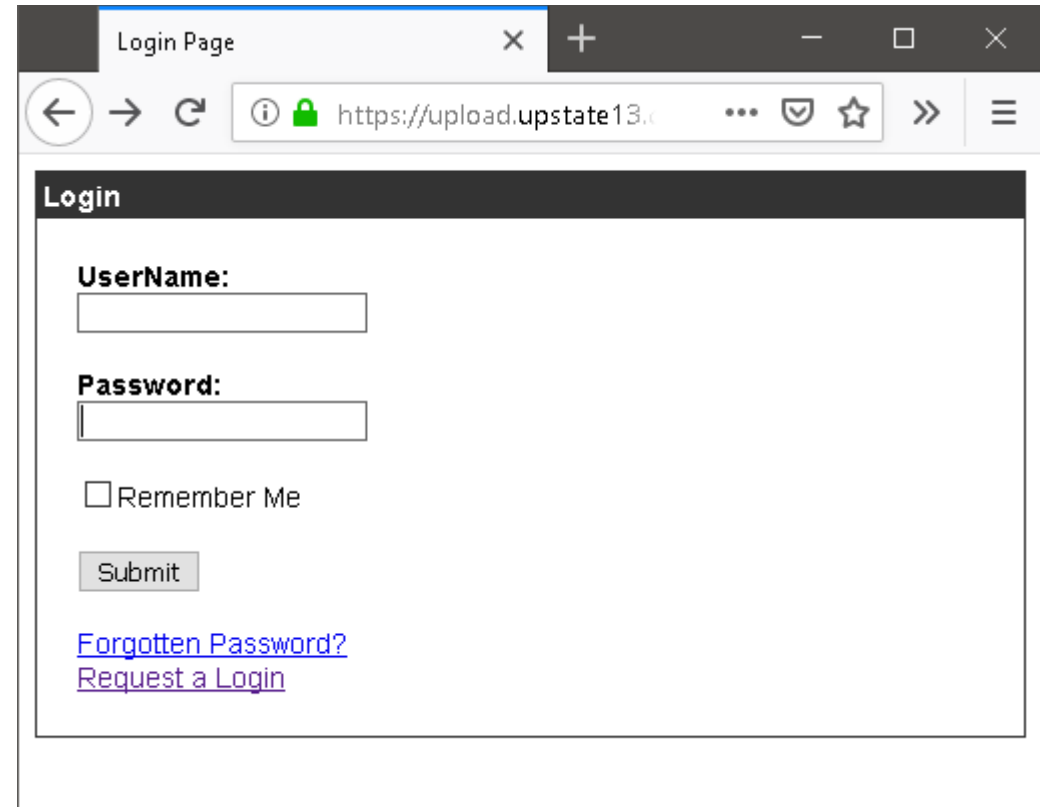 Login Page
https://upload.upstate13.
Login
UserName:
Password:
Remember Me
Submit
Forgotten Password?
Request a Login